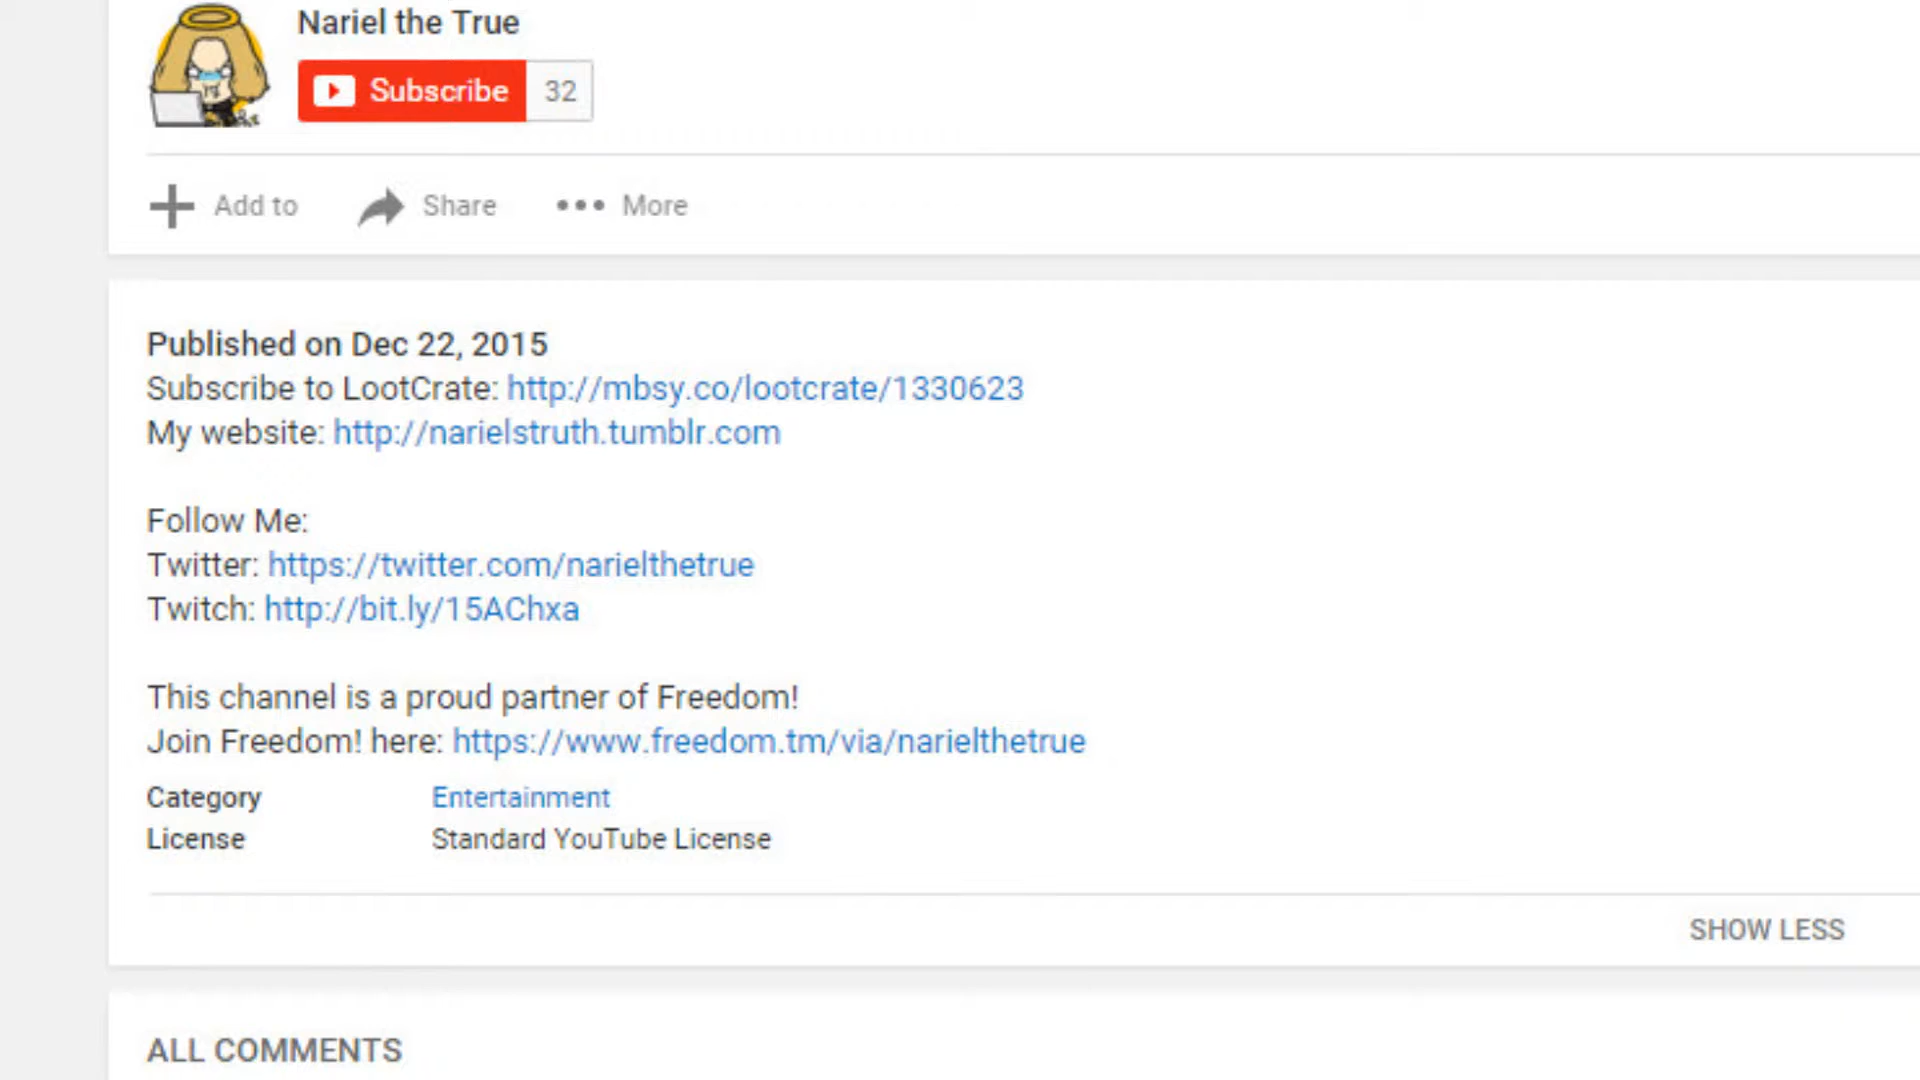 Nariel the True
Subscribe 32
Add to Share More
Published on Dec 22, 2015
Subscribe to LootCrate: http://mbsy.co/lootcrate/1330623
My website: http://narielstruth.tumblr.com
Follow Me:
Twitter: https://twitter.com/narielthetrue
Twitch: http://bit.ly/15AChxa
This channel is a proud partner of Freedom!
Join Freedom! here: https://www.freedom.tm/via/narielthetrue
Category Entertainment
License Standard YouTube License
SHOW LESS
ALL COMMENTS